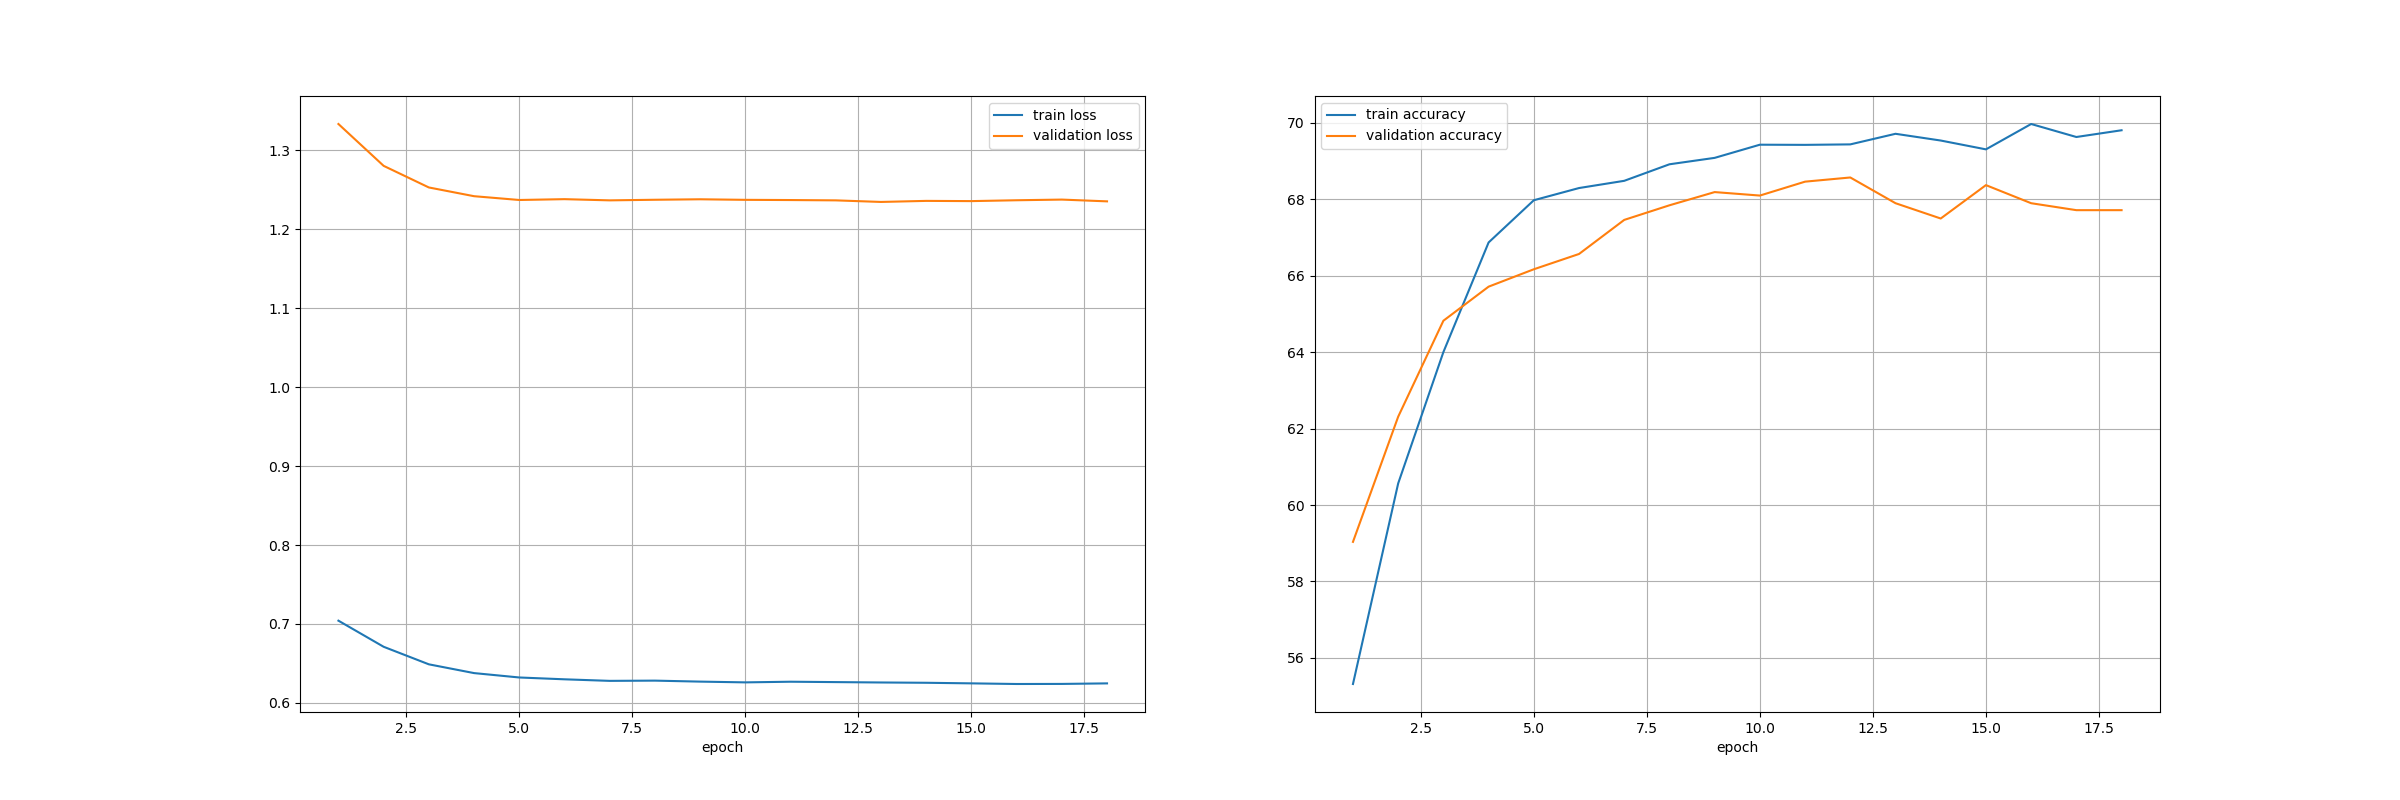 train loss
validation loss
1.3
1.2
1.1
1.0
0.9
0.8
0.7
0.6
2.5 5.0 7.5 10.0 12.5 15.0 17.5
epoch
train accuracy
validation accuracy
70
68
66
64
62
60
58
56
2.5 5.0 7.5 10.0 12.5 15.0 17.5
epoch